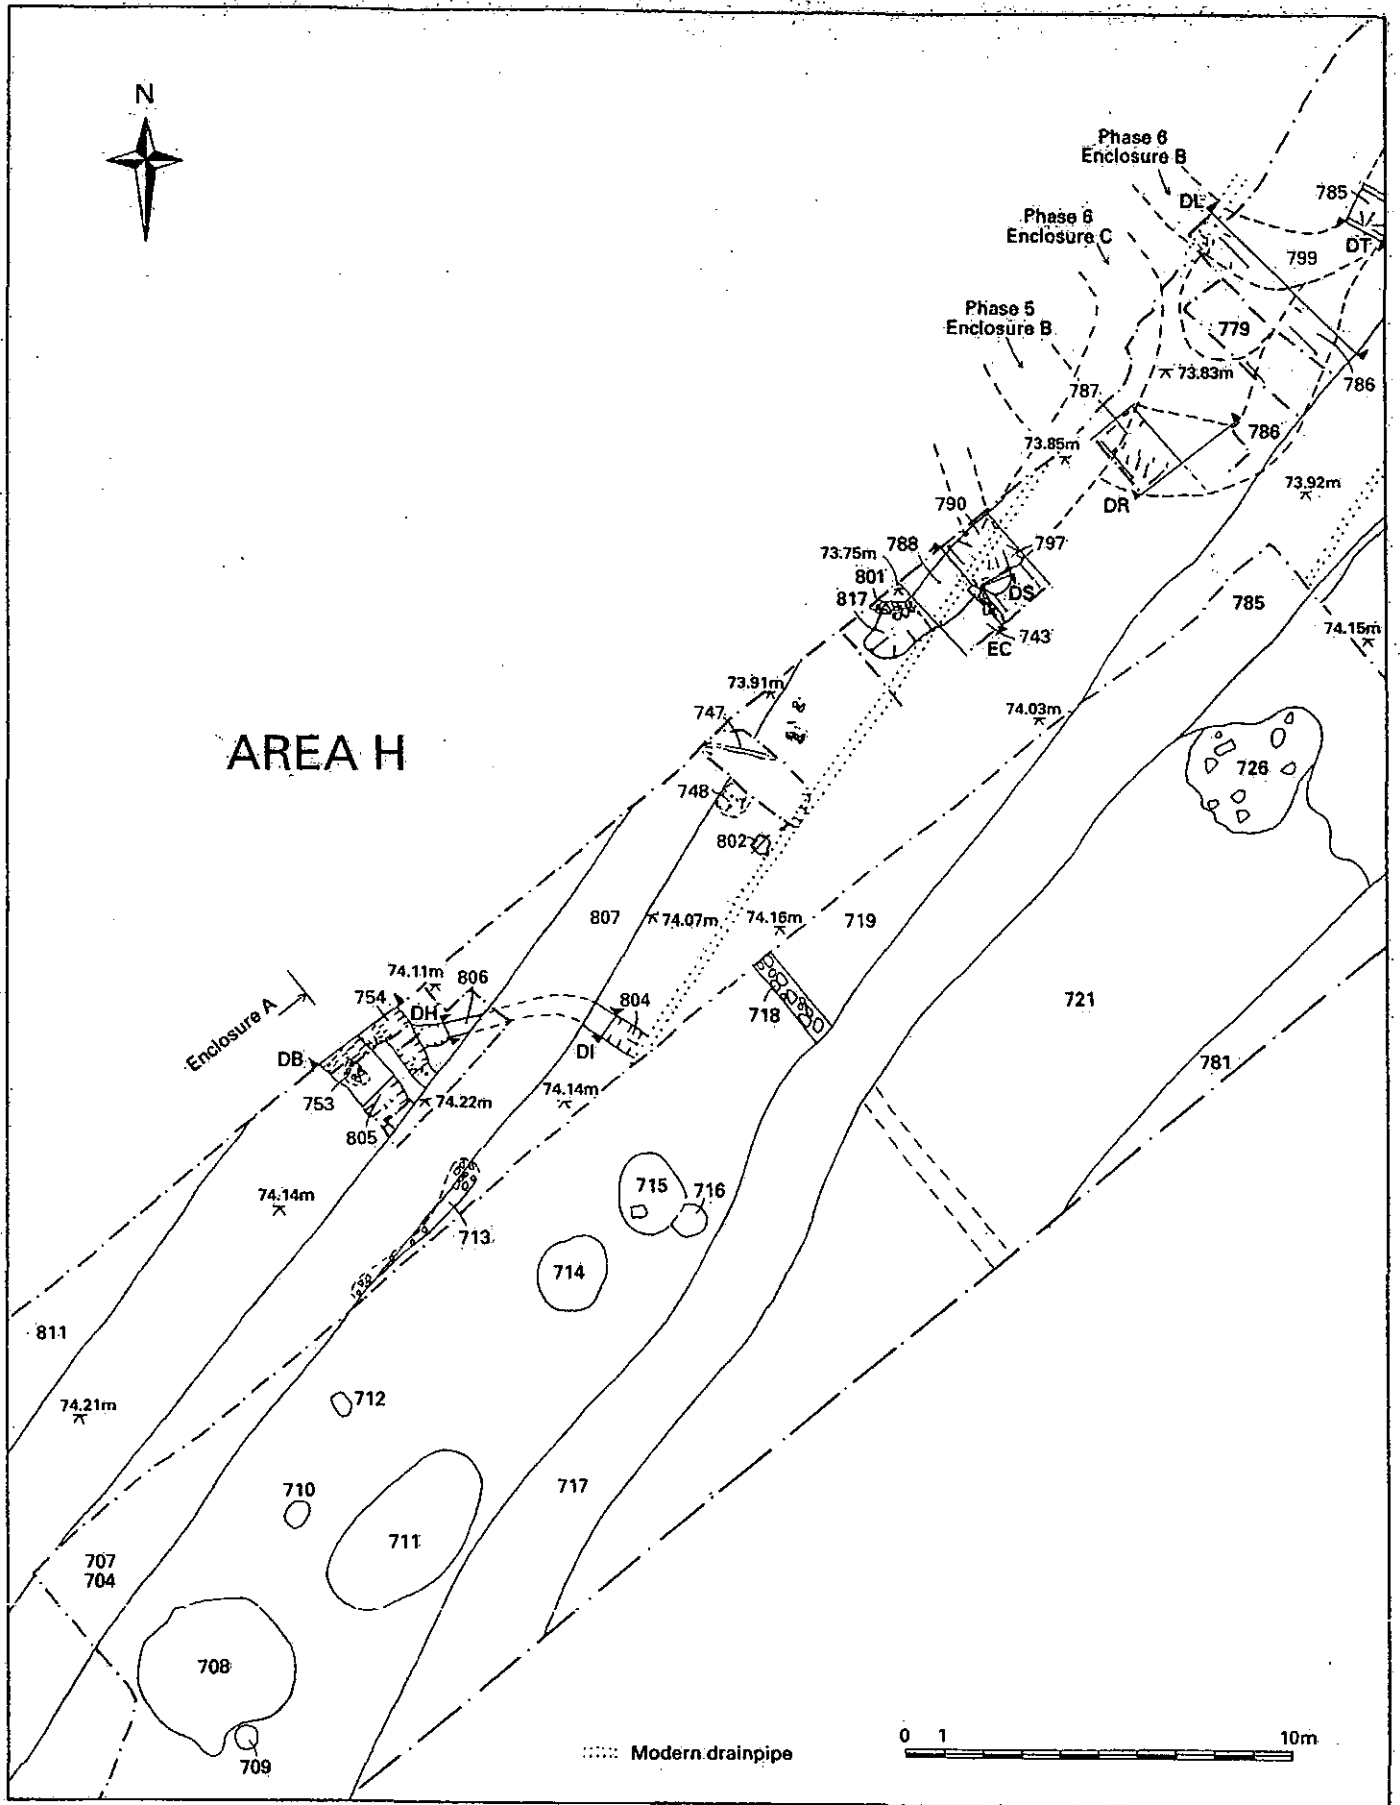 N
Phase 6
Enclosure B
785
DL
Phase 6
Enclosure C
DT
799
Phase 5
Enclosure B
779
73.83m
786
787
786
73.85m
73.92m
790
DR
788
797
73.75m
801
817
DS
785
743
EC
74.15m
73.91m
747
74.03m
AREA H
726
748
802
807
74.07m
74.16m
719
74.11m
806
754
804
718
721
Enclosure A
DH
DB
DI
781
753
74.22m
74.14m
805
715
716
74.14m
713
714
811
712
74.21m
717
710
711
707
704
708
0 1 10m
Modern drainpipe
709